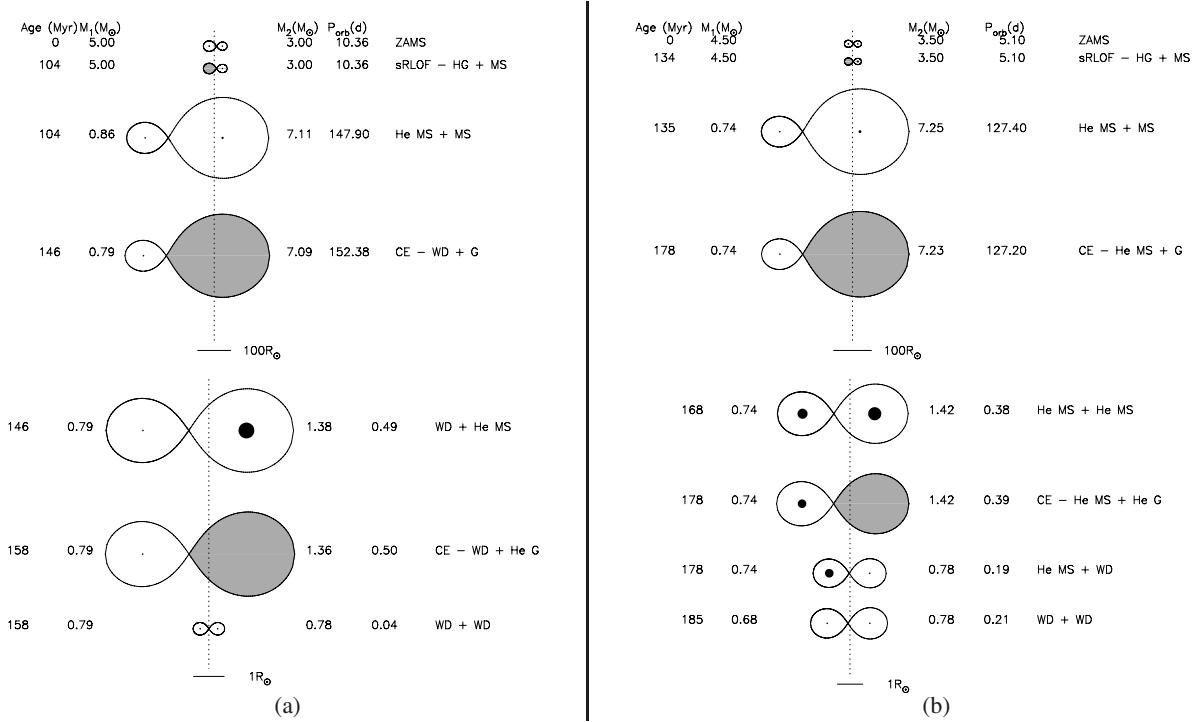 Age (Myr) M₁(M☉) M₂(M☉) Pₒᵣᵦ(d)
0 5.00 3.00 10.36 ZAMS
104 5.00 3.00 10.36 sRLOF – HG + MS
104 0.86 7.11 147.90 He MS + MS
146 0.79 7.09 152.38 CE – WD + G
100R☉
146 0.79 1.38 0.49 WD + He MS
158 0.79 1.36 0.50 CE – WD + He G
158 0.79 0.78 0.04 WD + WD
1R☉
(a)
Age (Myr) M₁(M☉) M₂(M☉) Pₒᵣᵦ(d)
0 4.50 3.50 5.10 ZAMS
134 4.50 3.50 5.10 sRLOF – HG + MS
135 0.74 7.25 127.40 He MS + MS
178 0.74 7.23 127.20 CE – He MS + G
100R☉
168 0.74 1.42 0.38 He MS + He MS
178 0.74 1.42 0.39 CE – He MS + He G
178 0.74 0.78 0.19 He MS + WD
185 0.68 0.78 0.21 WD + WD
1R☉
(b)